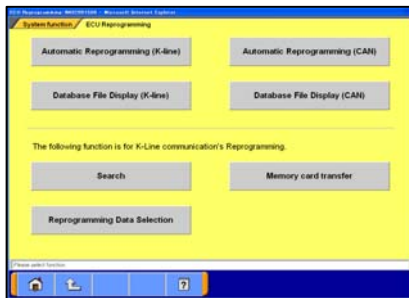 System function ECU Reprogramming
Automatic Reprogramming (K-line) Automatic Reprogramming (CAN)
Database File Display (K-line) Database File Display (CAN)
The following function is for K-Line communication's Reprogramming.
Search Memory card transfer
Reprogramming Data Selection
Please select function
?